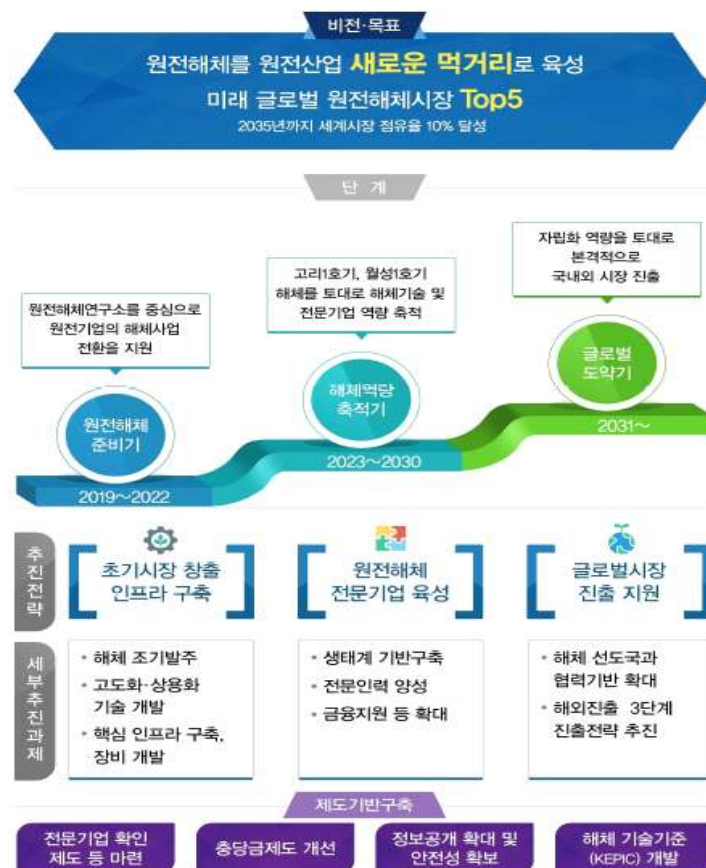 비전·목표
원전해체를 원전산업 새로운 먹거리로 육성
미래 글로벌 원전해체시장 Top5
2035년까지 세계시장 점유율 10% 달성
단 계
원전해체연구소를 중심으로
원전기업의 해체사업
전환을 지원
고리1호기, 월성1호기
해체를 토대로 해체기술 및
전문기업 역량 축적
자립화 역량을 토대로
본격적으로
국내외 시장 진출
원전해체
준비기
2019~2022
해체역량
축적기
2023~2030
글로벌
도약기
2031~
추진전략
초기시장 창출
인프라 구축
원전해체
전문기업 육성
글로벌시장
진출 지원
세부추진과제
• 해체 조기발주
• 고도화·상용화
기술 개발
• 핵심 인프라 구축,
장비 개발
• 생태계 기반구축
• 전문인력 양성
• 금융지원 등 확대
• 해체 선도국과
협력기반 확대
• 해외진출 3단계
진출전략 추진
제도기반구축
전문기업 확인
제도 등 마련
충당금제도 개선
정보공개 확대 및
안전성 확보
해체 기술기준
(KEPIC) 개발